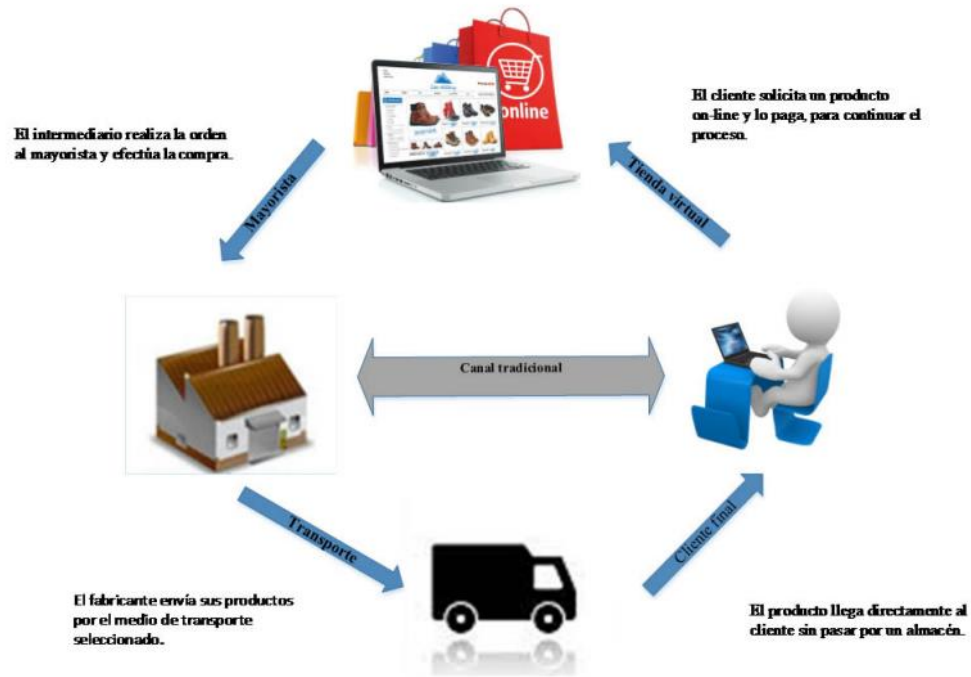 online
El cliente solicita un producto
on-line y lo paga, para continuar el
proceso.
El intermediario realiza la orden
al mayorista y efectúa la compra.
Mayorista
Tienda virtual
Canal tradicional
Transporte
Cliente final
El fabricante envía sus productos
por el medio de transporte
seleccionado.
El producto llega directamente al
cliente sin pasar por un almacén.